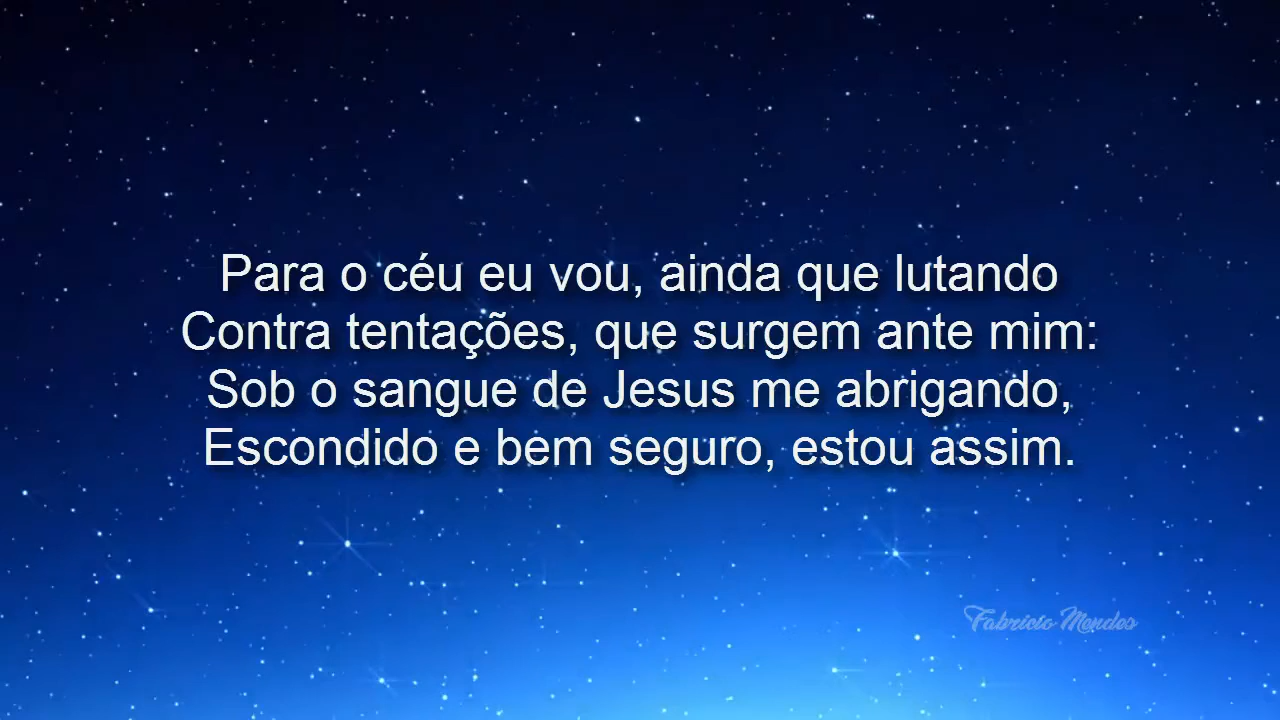 Para o céu eu vou, ainda que lutando
Contra tentações, que surgem ante mim:
Sob o sangue de Jesus me abrigando,
Escondido e bem seguro, estou assim.
Fabricio Mendes